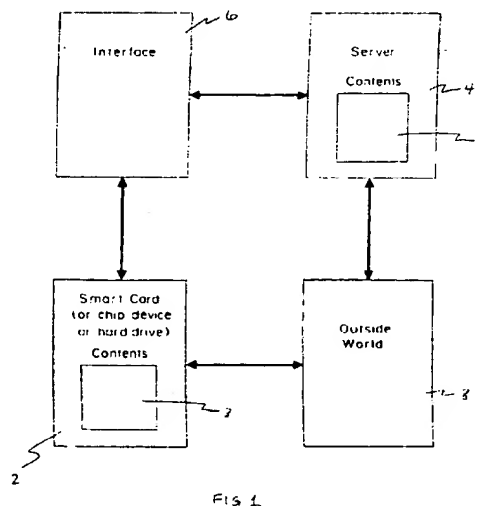 Interface
6
Server
Contents
4
Smart Card
(or chip device
or hard drive)
Contents
3
2
Outside
World
8
FIG 1